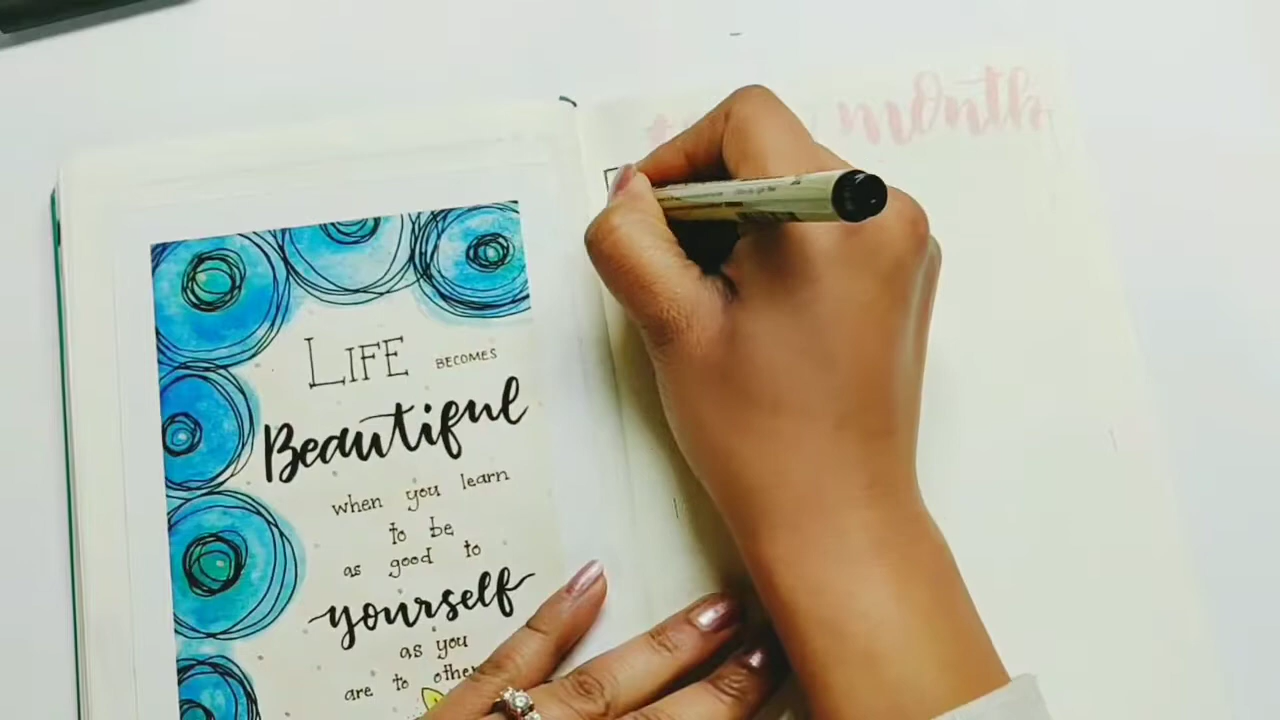 LIFE BECOMES
Beautiful
when you learn
to be
as good to
yourself
as you
are to
month